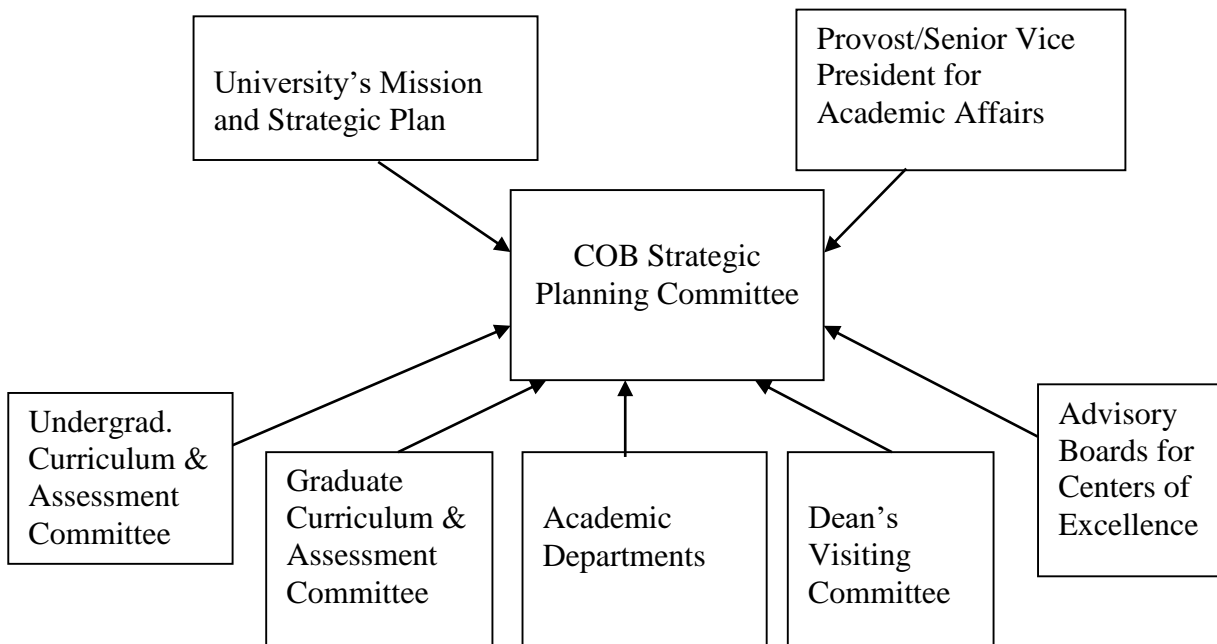 University’s Mission
and Strategic Plan
Provost/Senior Vice
President for
Academic Affairs
COB Strategic
Planning Committee
Undergrad.
Curriculum &
Assessment
Committee
Graduate
Curriculum &
Assessment
Committee
Academic
Departments
Dean’s
Visiting
Committee
Advisory
Boards for
Centers of
Excellence